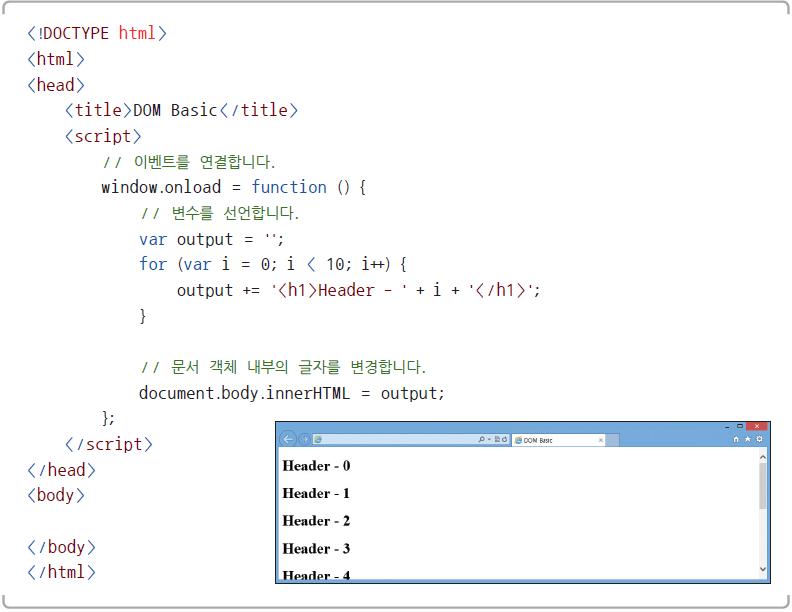 <!DOCTYPE html>
<html>
<head>
    <title>DOM Basic</title>
    <script>
        // 이벤트를 연결합니다.
        window.onload = function () {
            // 변수를 선언합니다.
            var output = '';
            for (var i = 0; i < 10; i++) {
                output += '<h1>Header - ' + i + '</h1>';
            }

            // 문서 객체 내부의 글자를 변경합니다.
            document.body.innerHTML = output;
        };
    </script>
</head>
<body>

</body>
</html>
DOM Basic
Header - 0
Header - 1
Header - 2
Header - 3
Header - 4